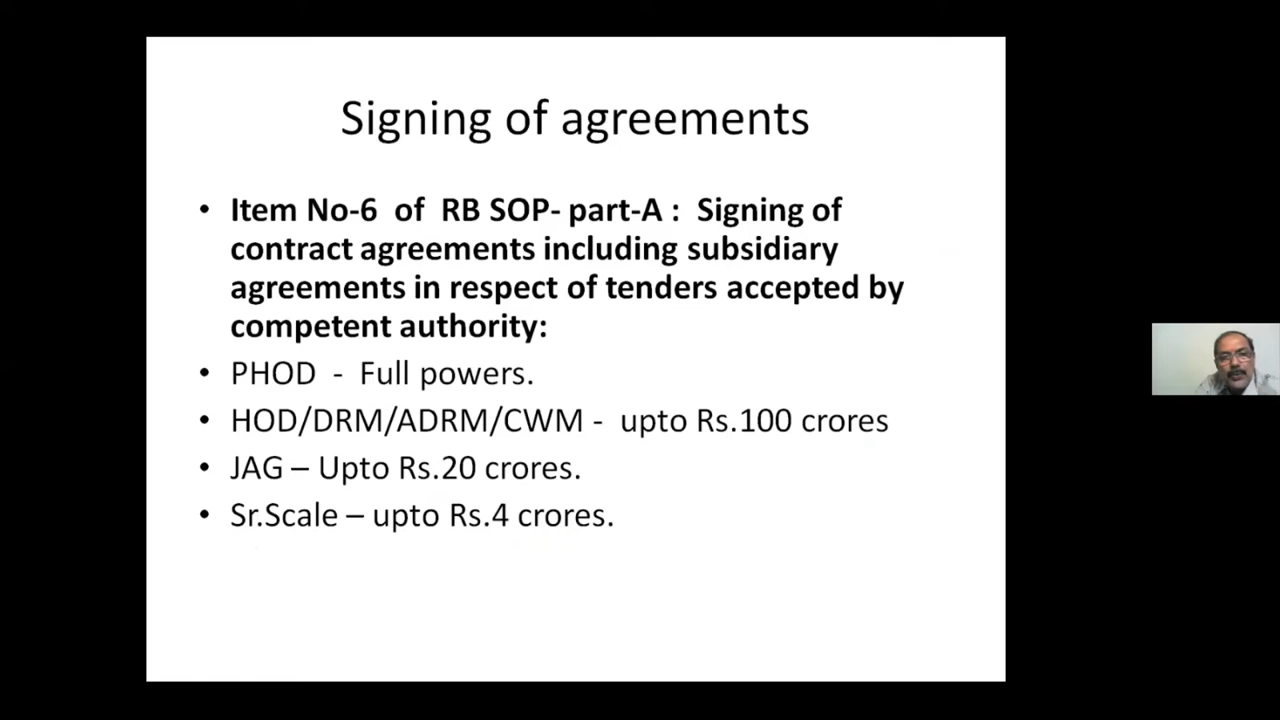 Signing of agreements
• Item No-6 of RB SOP- part-A : Signing of
contract agreements including subsidiary
agreements in respect of tenders accepted by
competent authority:
• PHOD - Full powers.
• HOD/DRM/ADRM/CWM - upto Rs.100 crores
• JAG – Upto Rs.20 crores.
• Sr.Scale – upto Rs.4 crores.